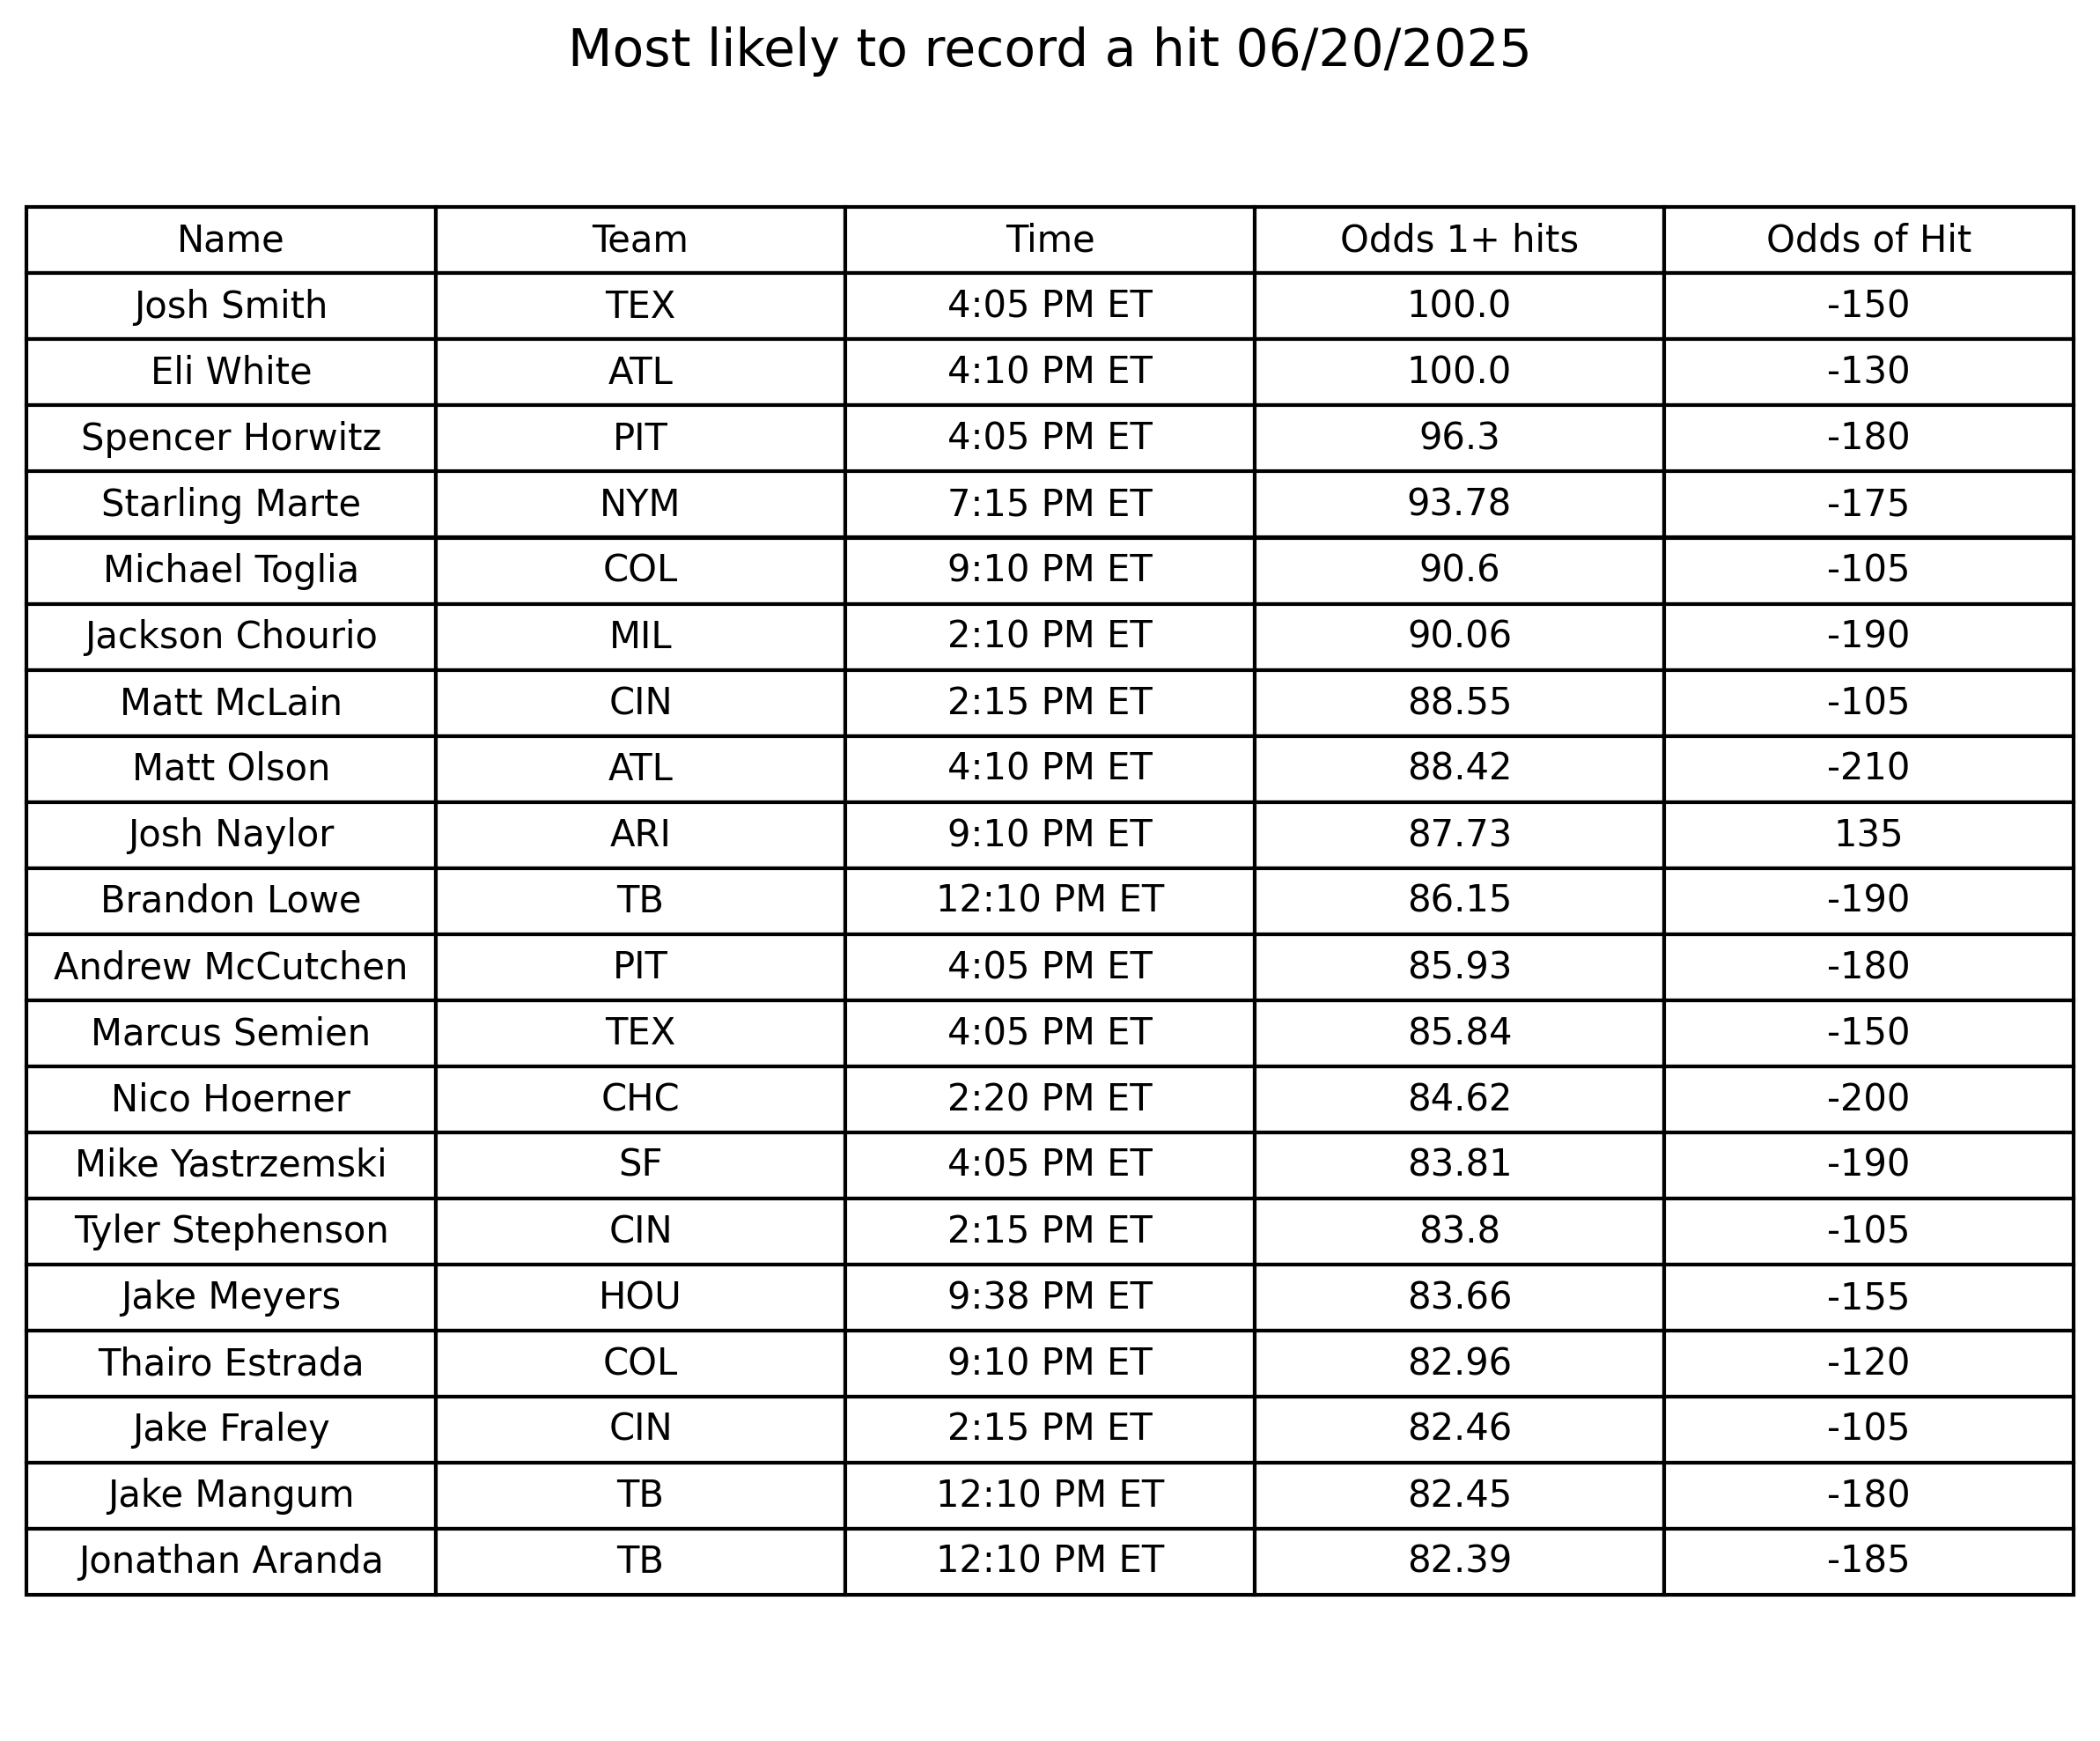 Most likely to record a hit 06/20/2025
Name Team Time Odds 1+ hits Odds of Hit
Josh Smith TEX 4:05 PM ET 100.0 -150
Eli White ATL 4:10 PM ET 100.0 -130
Spencer Horwitz PIT 4:05 PM ET 96.3 -180
Starling Marte NYM 7:15 PM ET 93.78 -175
Michael Toglia COL 9:10 PM ET 90.6 -105
Jackson Chourio MIL 2:10 PM ET 90.06 -190
Matt McLain CIN 2:15 PM ET 88.55 -105
Matt Olson ATL 4:10 PM ET 88.42 -210
Josh Naylor ARI 9:10 PM ET 87.73 135
Brandon Lowe TB 12:10 PM ET 86.15 -190
Andrew McCutchen PIT 4:05 PM ET 85.93 -180
Marcus Semien TEX 4:05 PM ET 85.84 -150
Nico Hoerner CHC 2:20 PM ET 84.62 -200
Mike Yastrzemski SF 4:05 PM ET 83.81 -190
Tyler Stephenson CIN 2:15 PM ET 83.8 -105
Jake Meyers HOU 9:38 PM ET 83.66 -155
Thairo Estrada COL 9:10 PM ET 82.96 -120
Jake Fraley CIN 2:15 PM ET 82.46 -105
Jake Mangum TB 12:10 PM ET 82.45 -180
Jonathan Aranda TB 12:10 PM ET 82.39 -185